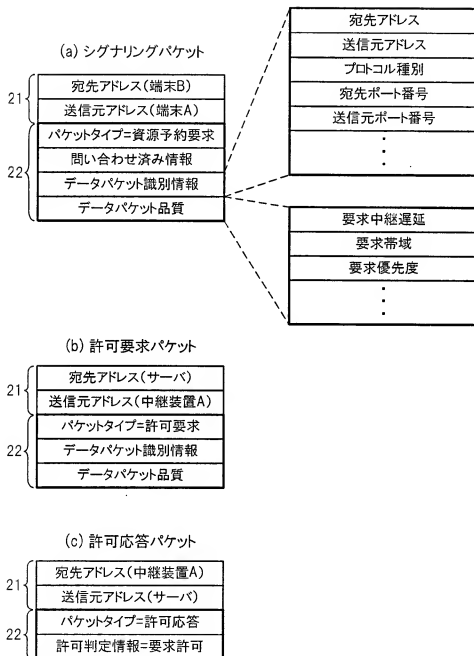 (a) シグナリングパケット
21
宛先アドレス(端末B)
送信元アドレス(端末A)
22
パケットタイプ=資源予約要求
問い合わせ済み情報
データパケット識別情報
データパケット品質
宛先アドレス
送信元アドレス
プロトコル種別
宛先ポート番号
送信元ポート番号
要求中継遅延
要求帯域
要求優先度
(b) 許可要求パケット
21
宛先アドレス(サーバ)
送信元アドレス(中継装置A)
22
パケットタイプ=許可要求
データパケット識別情報
データパケット品質
(c) 許可応答パケット
21
宛先アドレス(中継装置A)
送信元アドレス(サーバ)
22
パケットタイプ=許可応答
許可判定情報=要求許可